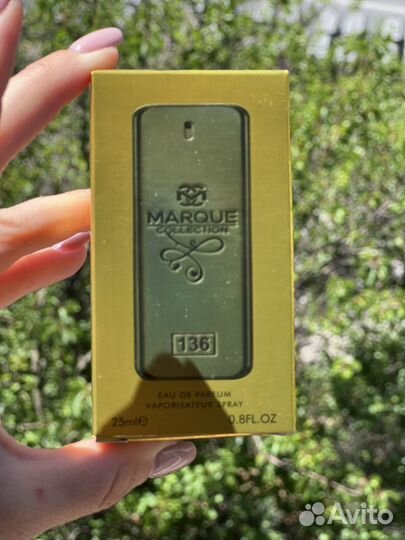 MARQUE
COLLECTION
136
EAU DE PARFUM
VAPORISATEUR SPRAY
25ml℮ 0.8FL.OZ
Avito